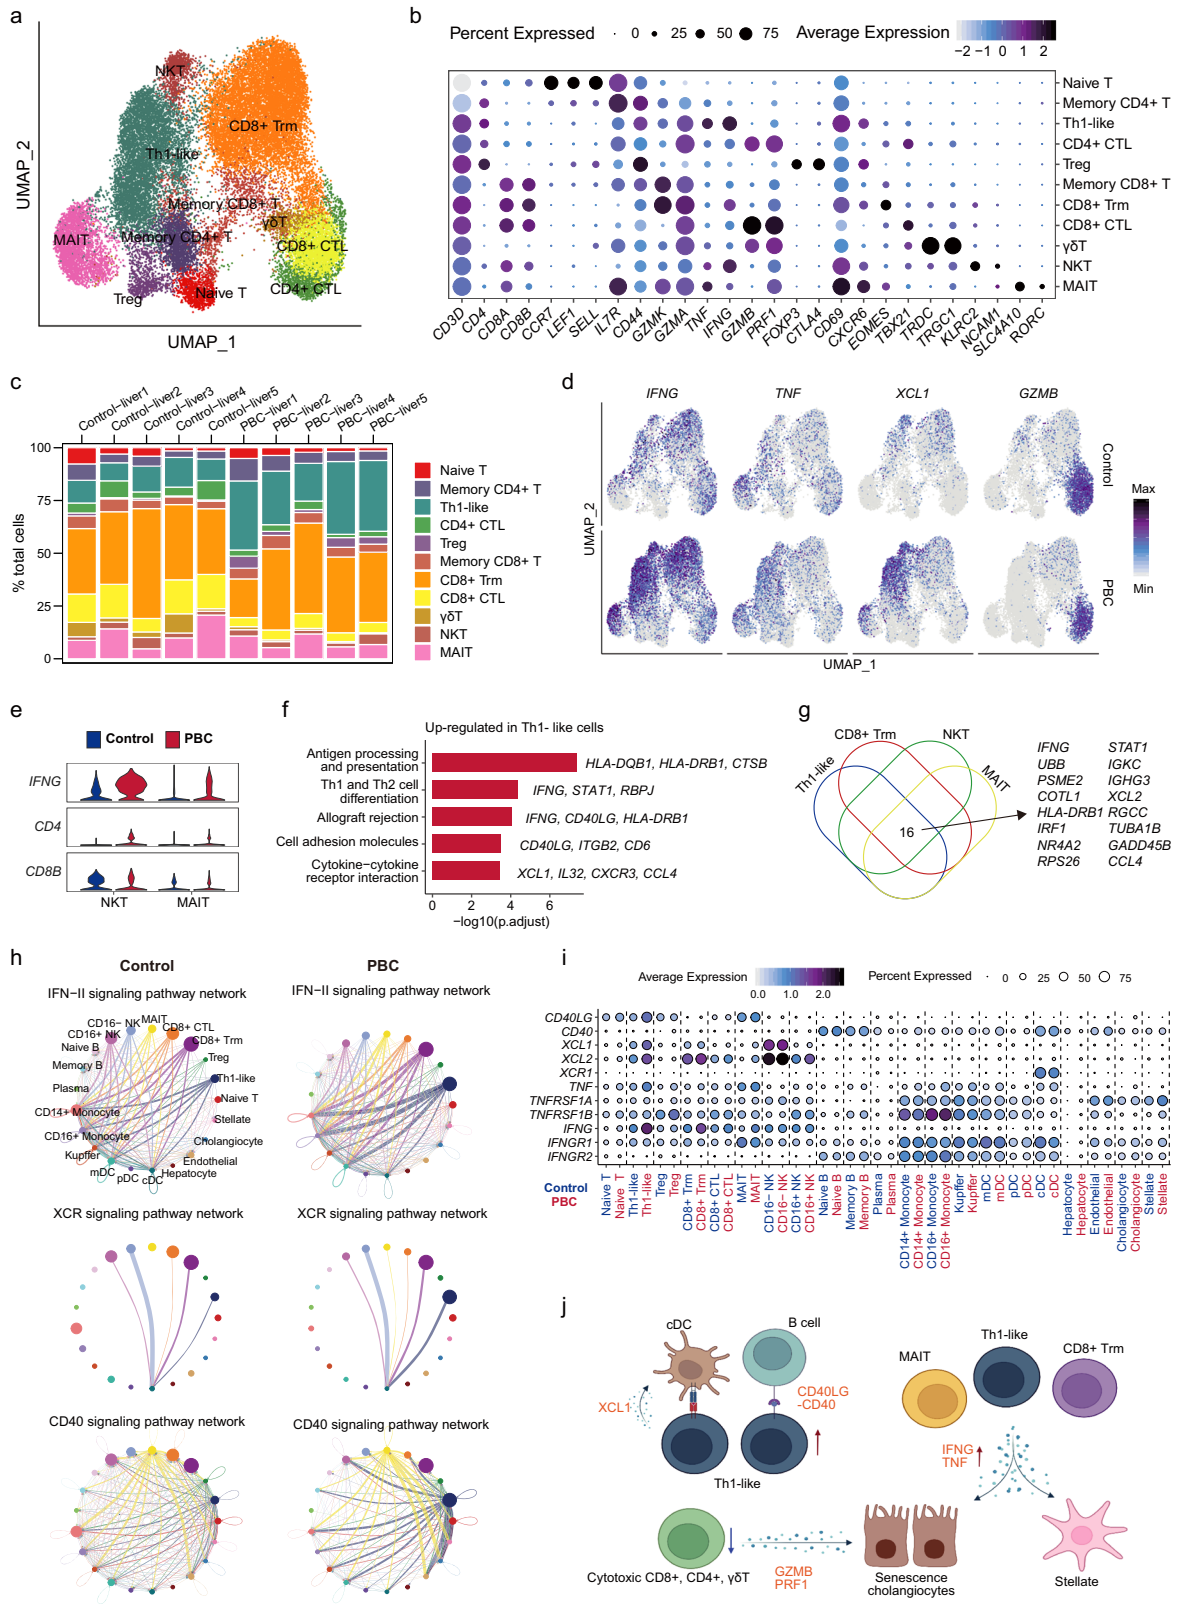 a
NKT
CD8+ Trm
Th1-like
Memory CD8+ T
γδT
MAIT
Memory CD4+ T
CD8+ CTL
Treg
Naive T
CD4+ CTL
UMAP_2
UMAP_1
b
Percent Expressed
0 25 50 75
Average Expression
−2 −1 0 1 2
Naive T
Memory CD4+ T
Th1-like
CD4+ CTL
Treg
Memory CD8+ T
CD8+ Trm
CD8+ CTL
γδT
NKT
MAIT
CD3D CD4 CD8A CD8B CCR7 LEF1 SELL IL7R CD44 GZMK GZMA TNF IFNG GZMB PRF1 FOXP3 CTLA4 CD69 CXCR6 EOMES TBX21 TRDC TRGC1 KLRC2 NCAM1 SLC4A10 RORC
c
Control−liver1 Control−liver2 Control−liver3 Control−liver4 Control−liver5 PBC−liver1 PBC−liver2 PBC−liver3 PBC−liver4 PBC−liver5
% total cells
100
75
50
25
0
Naive T
Memory CD4+ T
Th1-like
CD4+ CTL
Treg
Memory CD8+ T
CD8+ Trm
CD8+ CTL
γδT
NKT
MAIT
d
IFNG TNF XCL1 GZMB
Control
PBC
UMAP_2
UMAP_1
Max
Min
e
Control PBC
IFNG
CD4
CD8B
NKT MAIT
f
Up-regulated in Th1- like cells
Antigen processing
and presentation
HLA-DQB1, HLA-DRB1, CTSB
Th1 and Th2 cell
differentiation
IFNG, STAT1, RBPJ
Allograft rejection
IFNG, CD40LG, HLA-DRB1
Cell adhesion molecules
CD40LG, ITGB2, CD6
Cytokine−cytokine
receptor interaction
XCL1, IL32, CXCR3, CCL4
0 2 4 6
−log10(p.adjust)
g
Th1-like
CD8+ Trm
NKT
MAIT
16
IFNG STAT1
UBB IGKC
PSME2 IGHG3
COTL1 XCL2
HLA-DRB1 RGCC
IRF1 TUBA1B
NR4A2 GADD45B
RPS26 CCL4
h
Control PBC
IFN−II signaling pathway network
IFN−II signaling pathway network
CD16− NK
MAIT
CD8+ CTL
CD16+ NK
CD8+ Trm
Naive B
Treg
Memory B
Th1-like
Plasma
Naive T
CD14+ Monocyte
Stellate
CD16+ Monocyte
Cholangiocyte
Kupffer
Endothelial
mDC
pDC
cDC
Hepatocyte
XCR signaling pathway network
XCR signaling pathway network
CD40 signaling pathway network
CD40 signaling pathway network
i
Average Expression
0.0 1.0 2.0
Percent Expressed
0 25 50 75
CD40LG
CD40
XCL1
XCL2
XCR1
TNF
TNFRSF1A
TNFRSF1B
IFNG
IFNGR1
IFNGR2
Control
PBC
Naive T Naive T Th1-like Th1-like Treg Treg CD8+ Trm CD8+ Trm CD8+ CTL CD8+ CTL MAIT MAIT CD16− NK CD16− NK CD16+ NK CD16+ NK Naive B Naive B Memory B Memory B Plasma Plasma CD14+ Monocyte CD14+ Monocyte CD16+ Monocyte CD16+ Monocyte Kupffer Kupffer mDC mDC pDC pDC cDC cDC Hepatocyte Hepatocyte Endothelial Endothelial Cholangiocyte Cholangiocyte Stellate Stellate
j
cDC
B cell
XCL1
CD40LG
-CD40
Th1-like
MAIT
Th1-like
CD8+ Trm
IFNG
TNF
Cytotoxic CD8+, CD4+, γδT
GZMB
PRF1
Senescence
cholangiocytes
Stellate